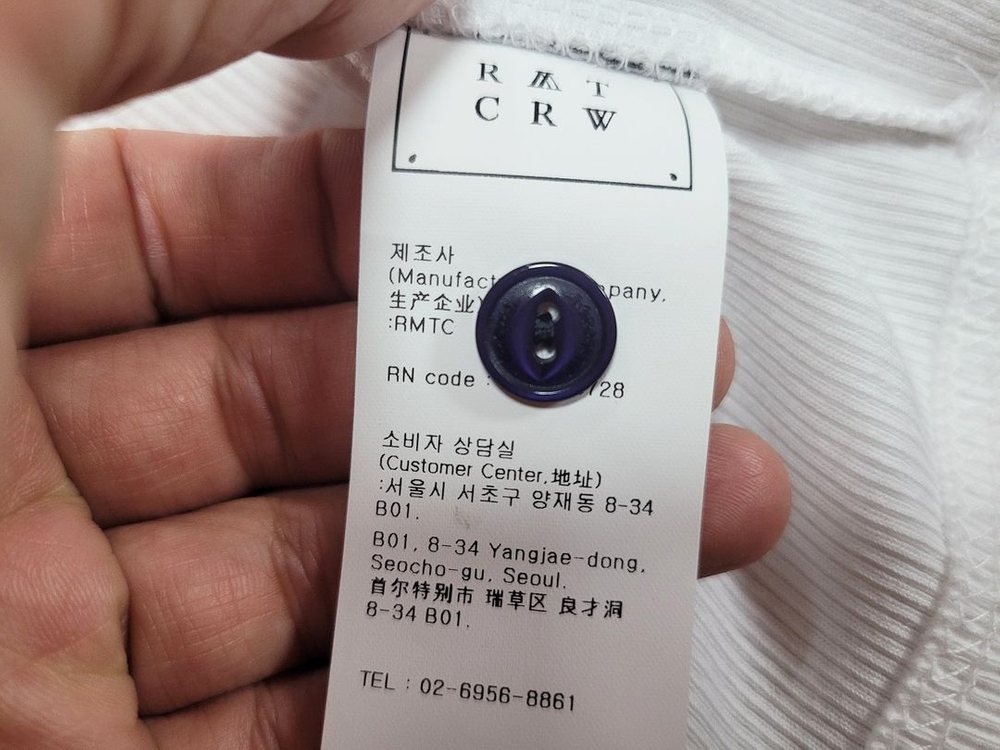 R M T
C R W
제조사
(Manufact pany,
生产企业)
:RMTC
RN code : 728
소비자 상담실
(Customer Center,地址)
:서울시 서초구 양재동 8-34
B01.
B01, 8-34 Yangjae-dong,
Seocho-gu, Seoul.
首尔特别市 瑞草区 良才洞
8-34 B01.
TEL : 02-6956-8861